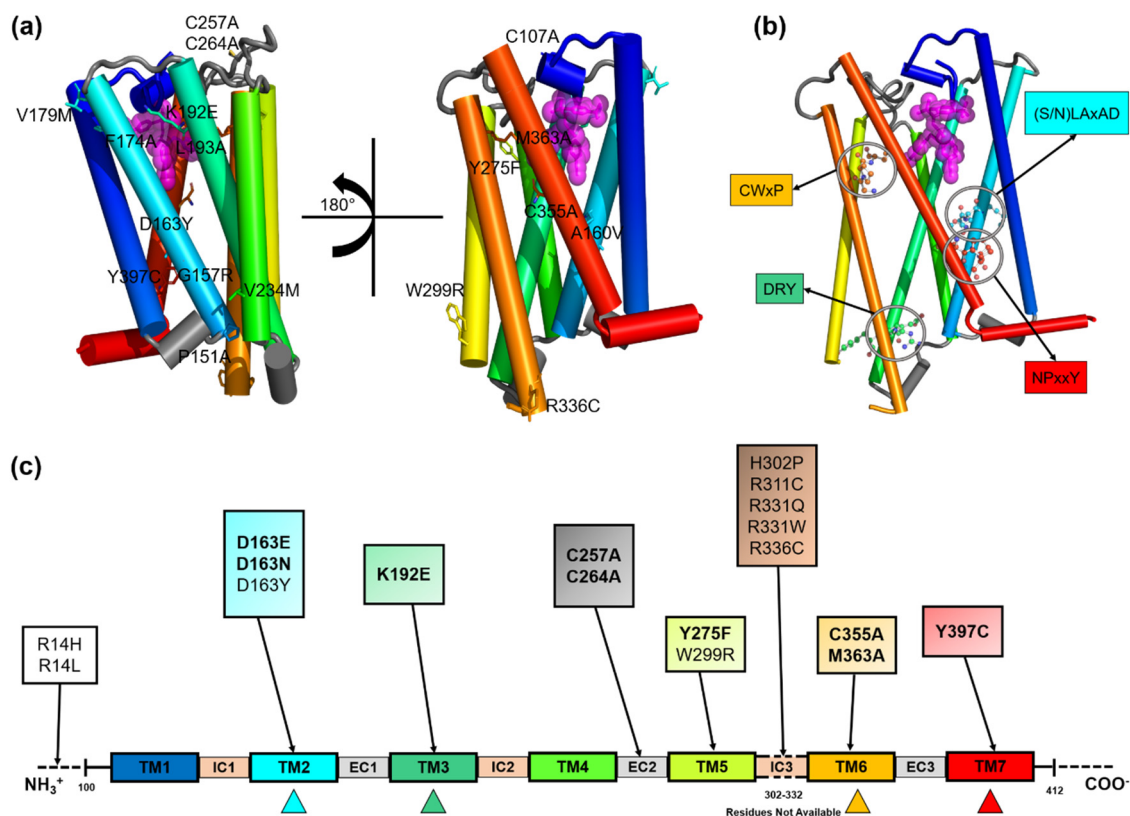 (a)
C257A
C264A
V179M
K192E
F174A
L193A
D163Y
Y397C
G157R
V234M
P151A
180°
C107A
M363A
Y275F
C355A
A160V
W299R
R336C
(b)
(S/N)LAxAD
CWxP
DRY
NPxxY
(c)
H302P
R311C
R331Q
R331W
R336C
D163E
D163N
D163Y
K192E
C257A
C264A
R14H
R14L
Y275F
W299R
C355A
M363A
Y397C
NH₃⁺
100
TM1
IC1
TM2
EC1
TM3
IC2
TM4
EC2
TM5
IC3
TM6
EC3
TM7
412
COO⁻
302-332
Residues Not Available